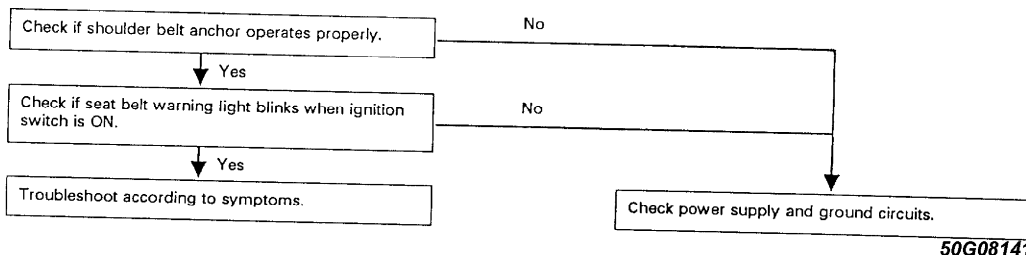 Check if shoulder belt anchor operates properly.
No
Yes
Check if seat belt warning light blinks when ignition
switch is ON.
No
Yes
Troubleshoot according to symptoms.
Check power supply and ground circuits.